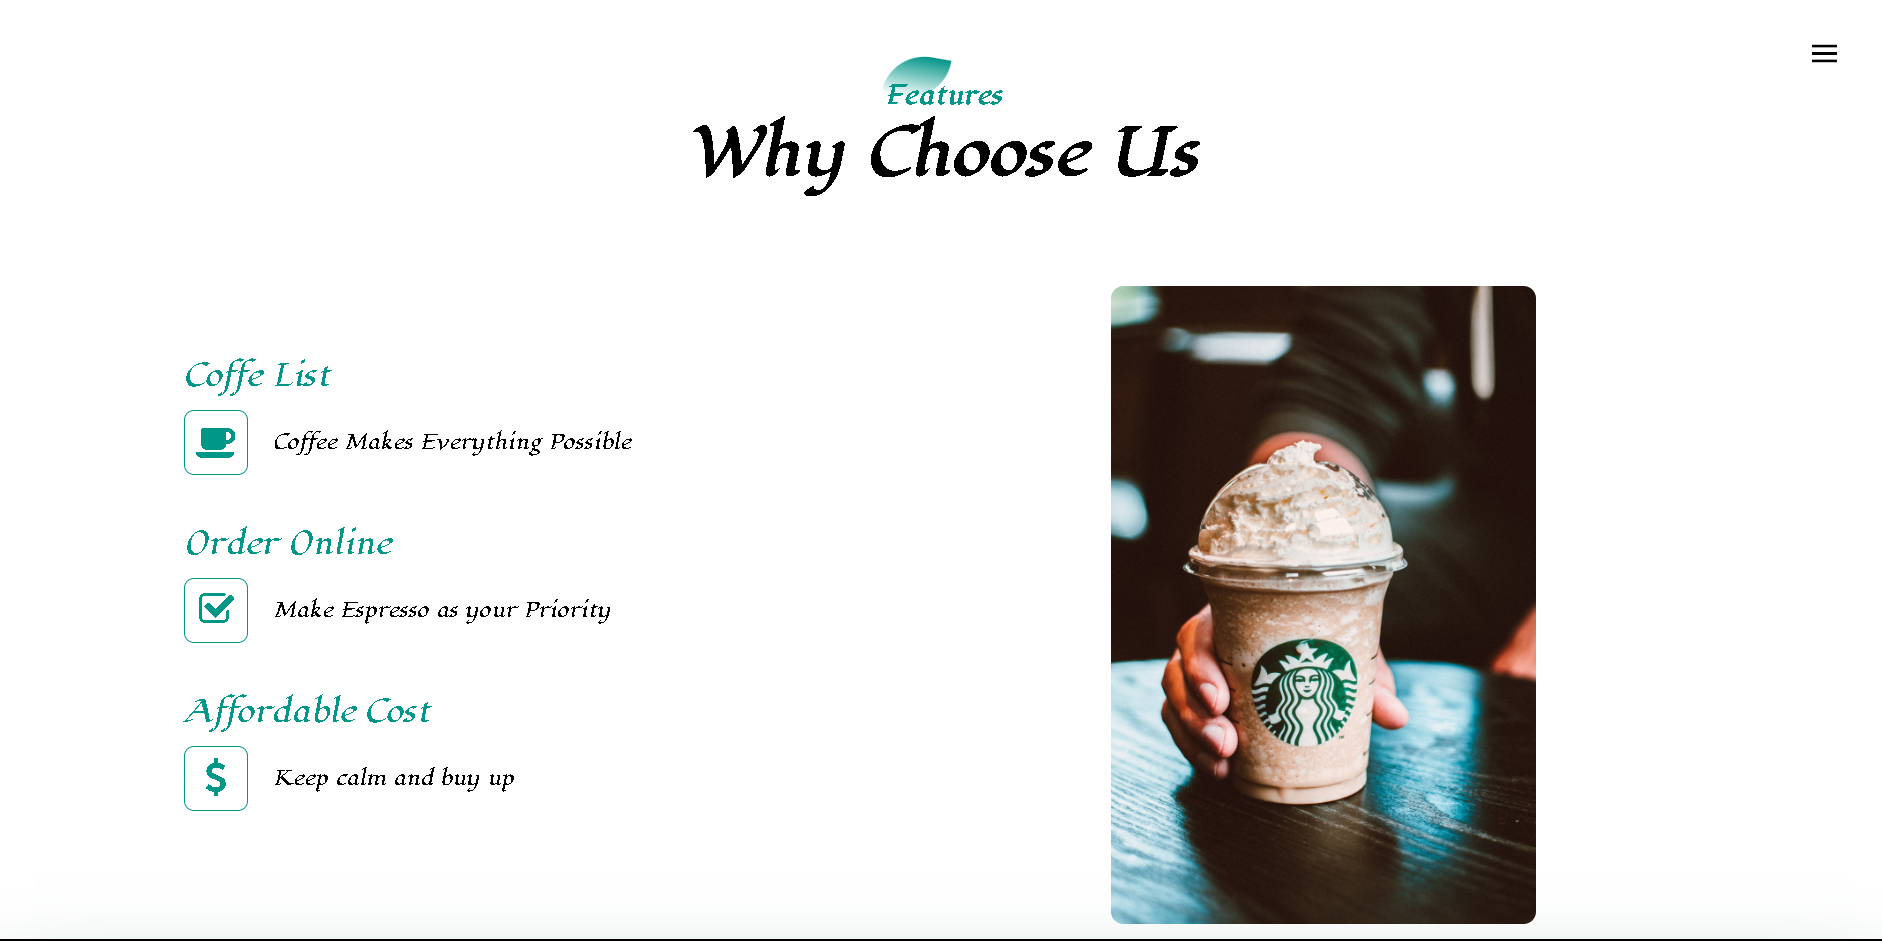 Features
Why Choose Us
Coffe List
Coffee Makes Everything Possible
Order Online
Make Espresso as your Priority
Affordable Cost
$
Keep calm and buy up